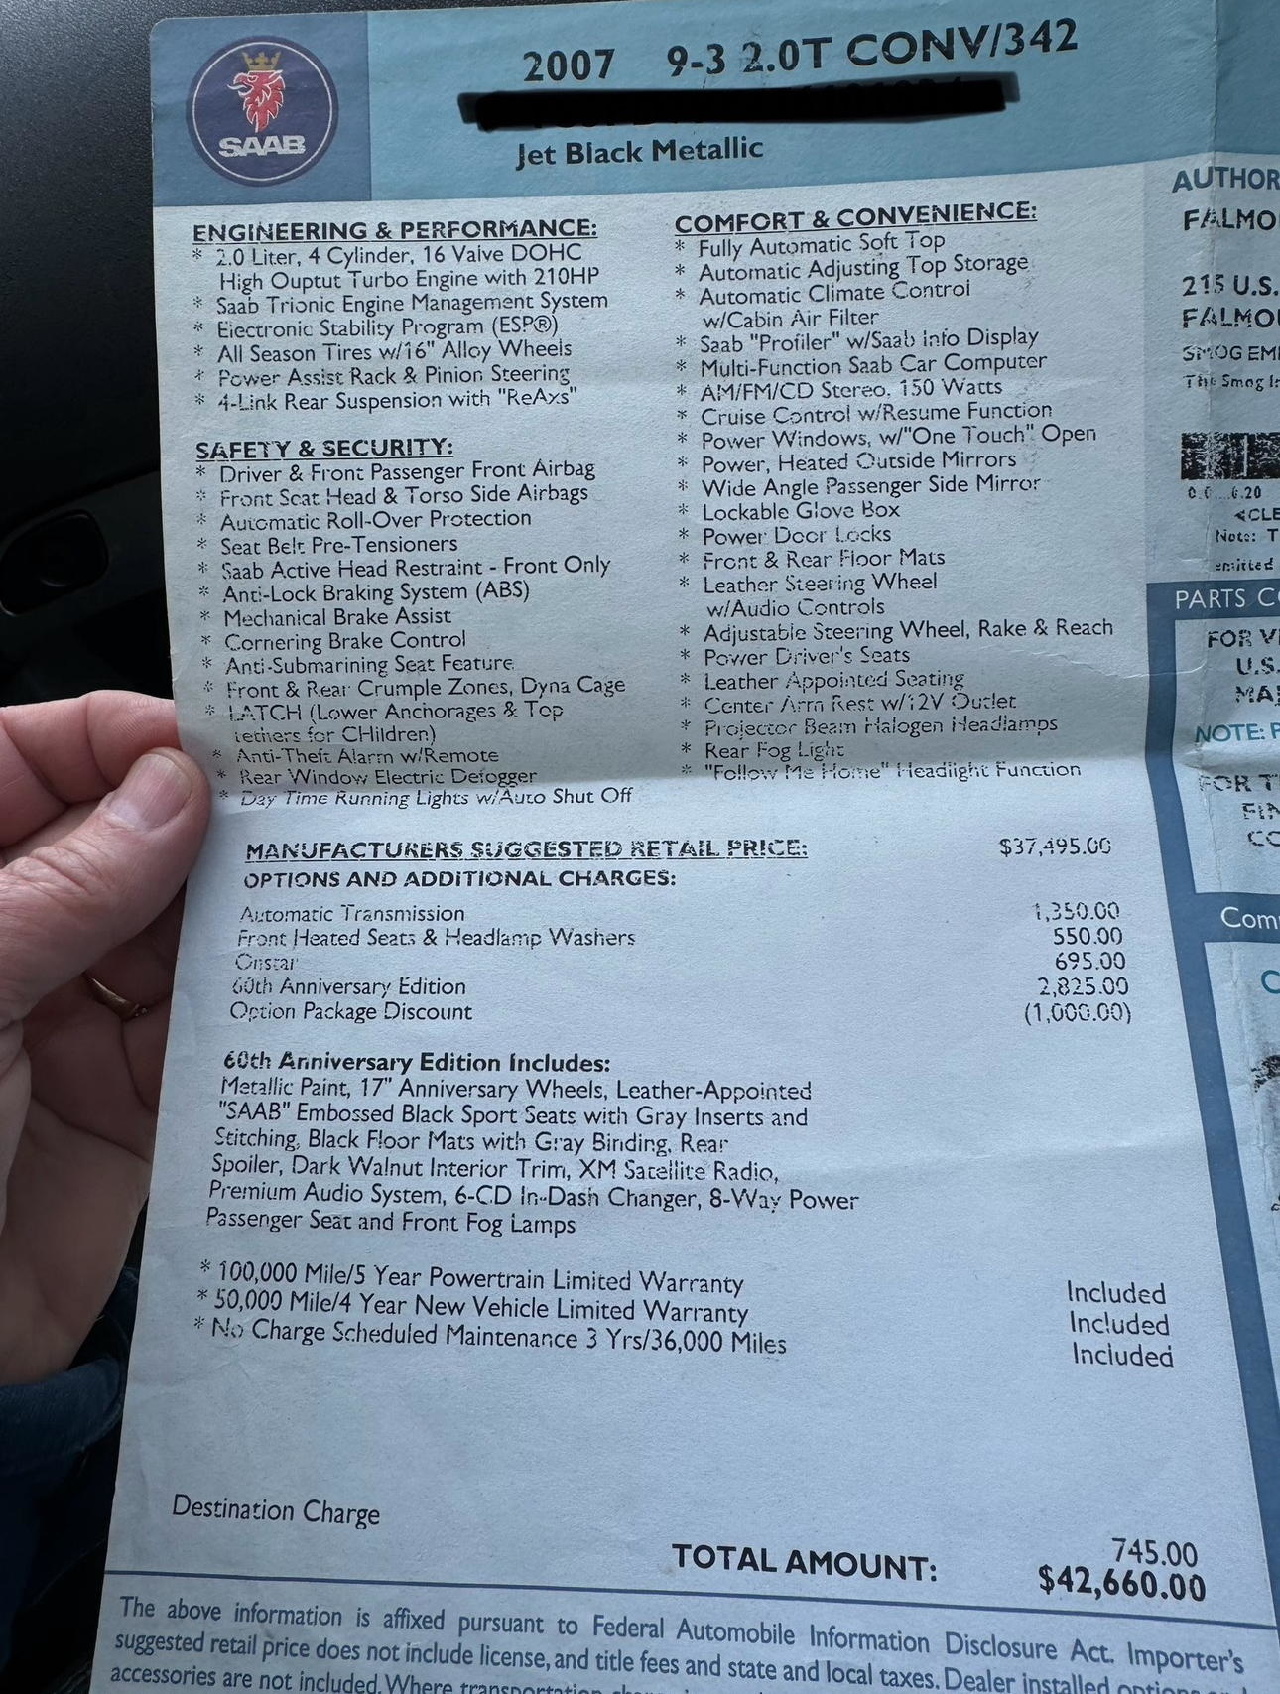 SAAB
2007 9-3 2.0T CONV/342
Jet Black Metallic
ENGINEERING & PERFORMANCE:
* 2.0 Liter, 4 Cylinder, 16 Valve DOHC
High Ouptut Turbo Engine with 210HP
* Saab Trionic Engine Management System
* Electronic Stability Program (ESP®)
* All Season Tires w/16" Alloy Wheels
* Power Assist Rack & Pinion Steering
* 4-Link Rear Suspension with "ReAxs"
SAFETY & SECURITY:
* Driver & Front Passenger Front Airbag
* Front Seat Head & Torso Side Airbags
* Automatic Roll-Over Protection
* Seat Belt Pre-Tensioners
* Saab Active Head Restraint - Front Only
* Anti-Lock Braking System (ABS)
* Mechanical Brake Assist
* Cornering Brake Control
* Anti-Submarining Seat Feature
* Front & Rear Crumple Zones, Dyna Cage
* LATCH (Lower Anchorages & Top
tethers for CHildren)
* Anti-Theft Alarm w/Remote
* Rear Window Electric Defogger
* Day Time Running Lights w/Auto Shut Off
COMFORT & CONVENIENCE:
* Fully Automatic Soft Top
* Automatic Adjusting Top Storage
* Automatic Climate Control
w/Cabin Air Filter
* Saab "Profiler" w/Saab Info Display
* Multi-Function Saab Car Computer
* AM/FM/CD Stereo, 150 Watts
* Cruise Control w/Resume Function
* Power Windows, w/"One Touch" Open
* Power, Heated Outside Mirrors
* Wide Angle Passenger Side Mirror
* Lockable Glove Box
* Power Door Locks
* Front & Rear Floor Mats
* Leather Steering Wheel
w/Audio Controls
* Adjustable Steering Wheel, Rake & Reach
* Power Driver's Seats
* Leather Appointed Seating
* Center Arm Rest w/12V Outlet
* Projector Beam Halogen Headlamps
* Rear Fog Light
* "Follow Me Home" Headlight Function
MANUFACTURERS SUGGESTED RETAIL PRICE: $37,495.00
OPTIONS AND ADDITIONAL CHARGES:
Automatic Transmission 1,350.00
Front Heated Seats & Headlamp Washers 550.00
Onstar 695.00
60th Anniversary Edition 2,825.00
Option Package Discount (1,000.00)
60th Anniversary Edition Includes:
Metallic Paint, 17" Anniversary Wheels, Leather-Appointed
"SAAB" Embossed Black Sport Seats with Gray Inserts and
Stitching, Black Floor Mats with Gray Binding, Rear
Spoiler, Dark Walnut Interior Trim, XM Satellite Radio,
Premium Audio System, 6-CD In-Dash Changer, 8-Way Power
Passenger Seat and Front Fog Lamps
* 100,000 Mile/5 Year Powertrain Limited Warranty Included
* 50,000 Mile/4 Year New Vehicle Limited Warranty Included
* No Charge Scheduled Maintenance 3 Yrs/36,000 Miles Included
Destination Charge 745.00
TOTAL AMOUNT: $42,660.00
The above information is affixed pursuant to Federal Automobile Information Disclosure Act. Importer's
suggested retail price does not include license, and title fees and state and local taxes. Dealer installed options
accessories are not included. Where
AUTHOR
FALMO
215 U.S.
FALMO
SMOG EMI
The Smog
Note: T
PARTS CO
FOR
U.S.
MA
NOTE:
FOR T
FIN
CO
Com